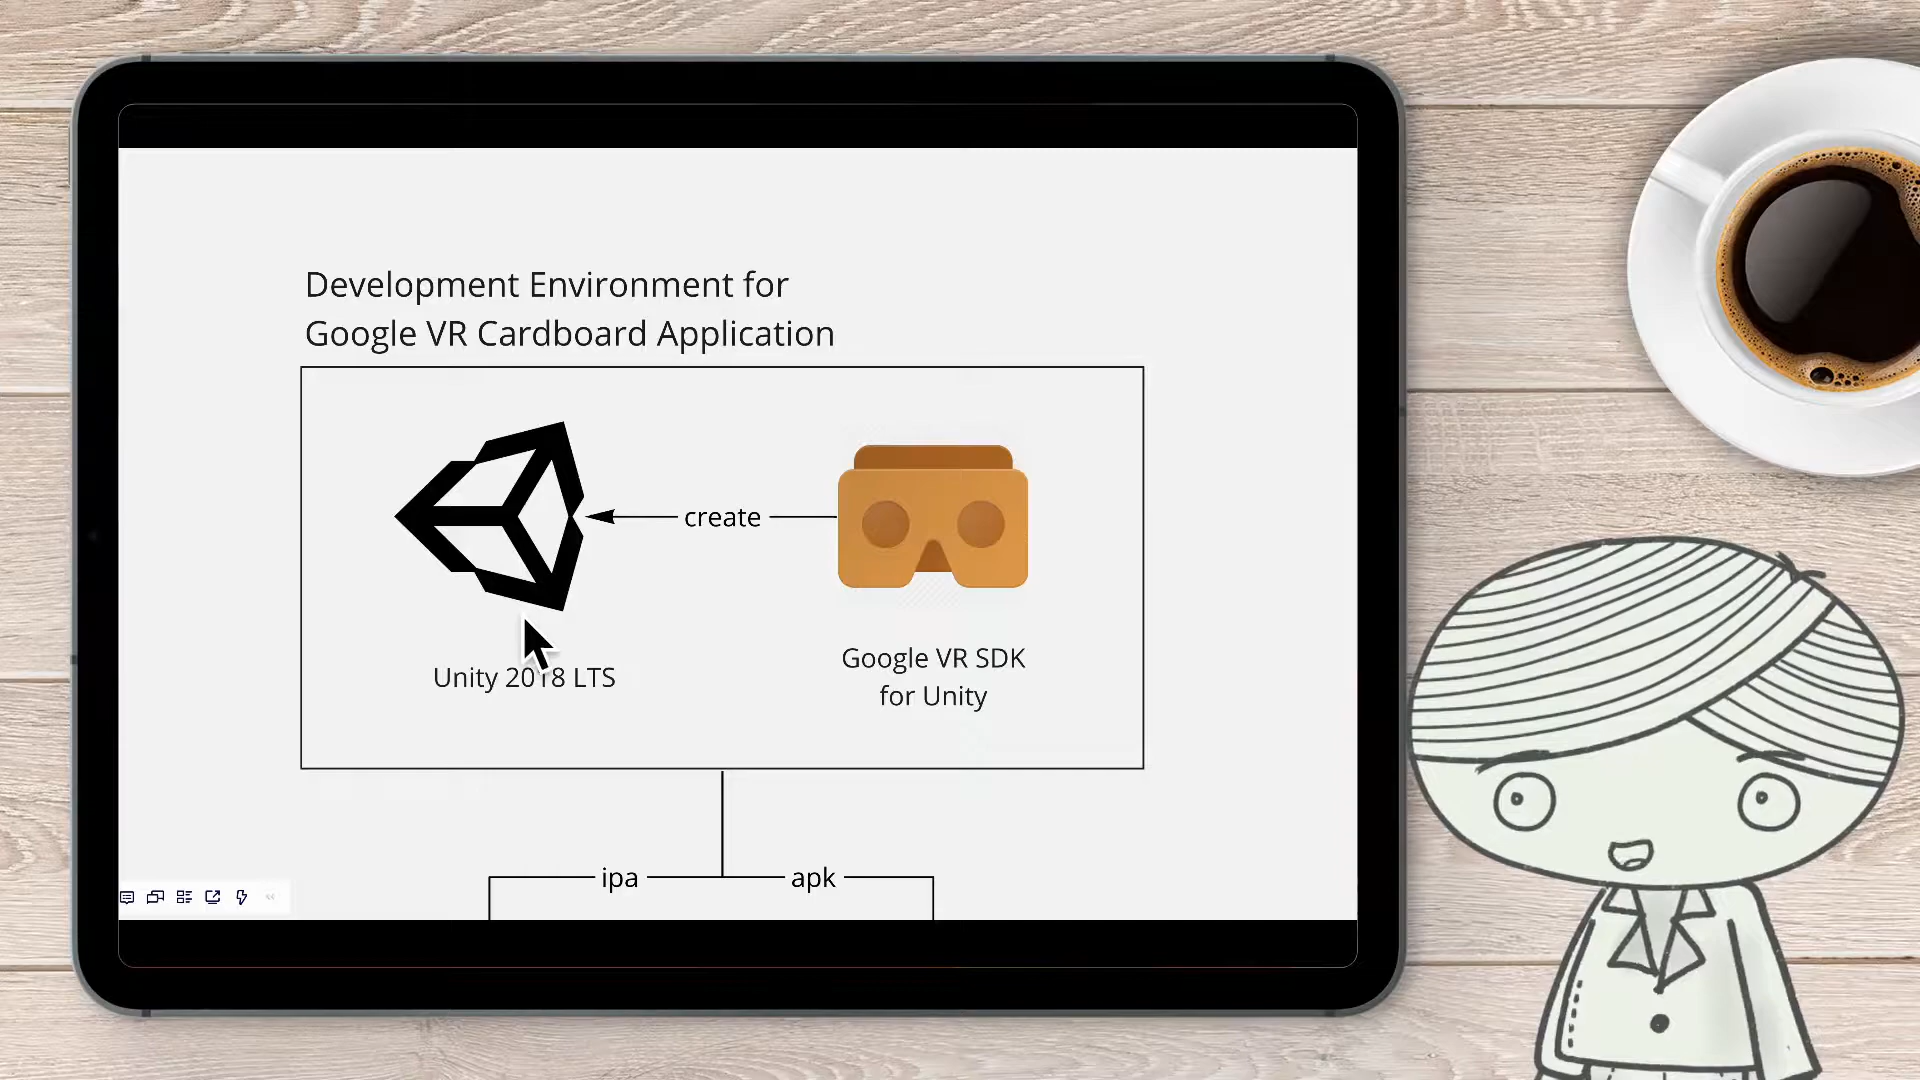 Development Environment for
Google VR Cardboard Application
create
Unity 2018 LTS
Google VR SDK
for Unity
ipa
apk